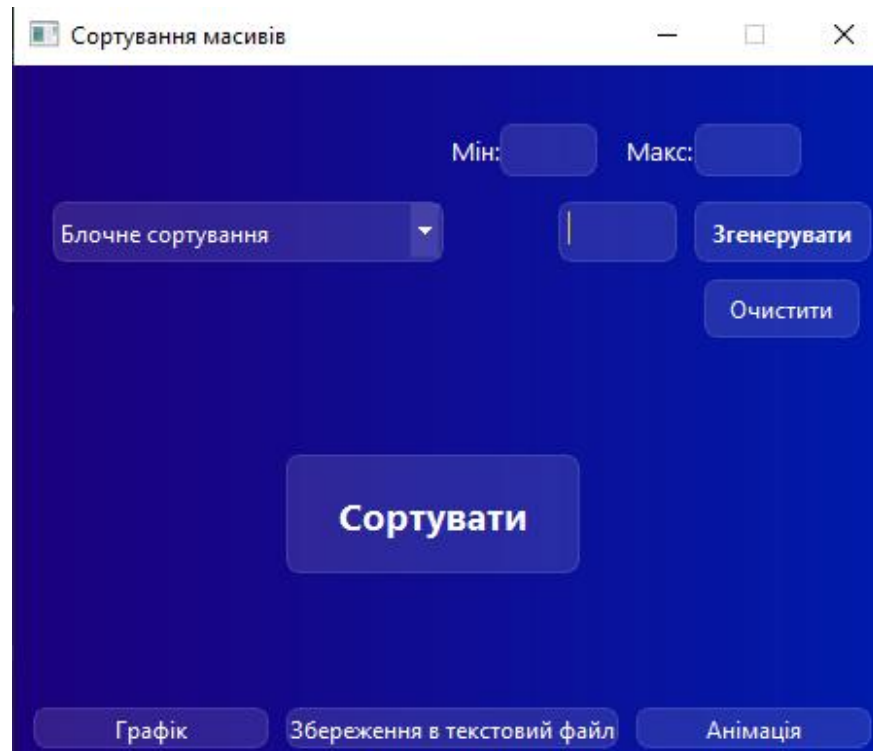 Сортування масивів
Мін: Макс:
Блочне сортування Згенерувати
Очистити
Сортувати
Графік Збереження в текстовий файл Анімація